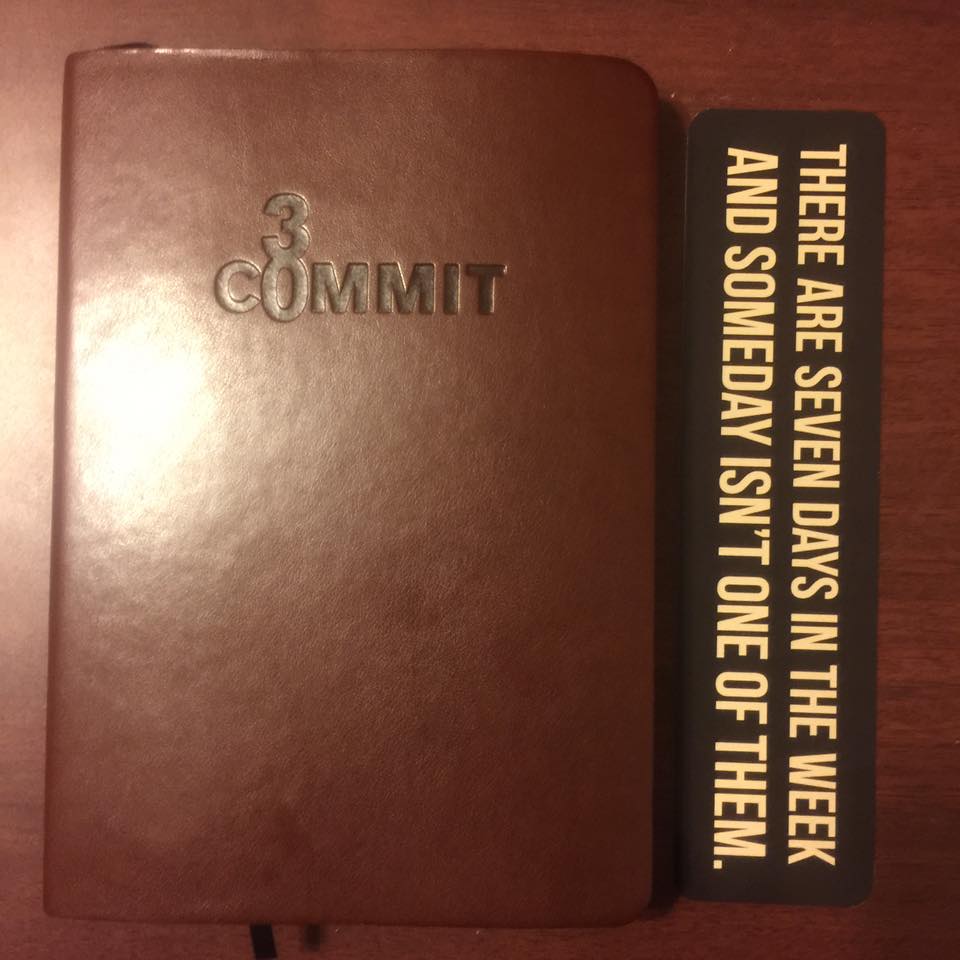 3
COMMIT
THERE ARE SEVEN DAYS IN THE WEEK
AND SOMEDAY ISN'T ONE OF THEM.